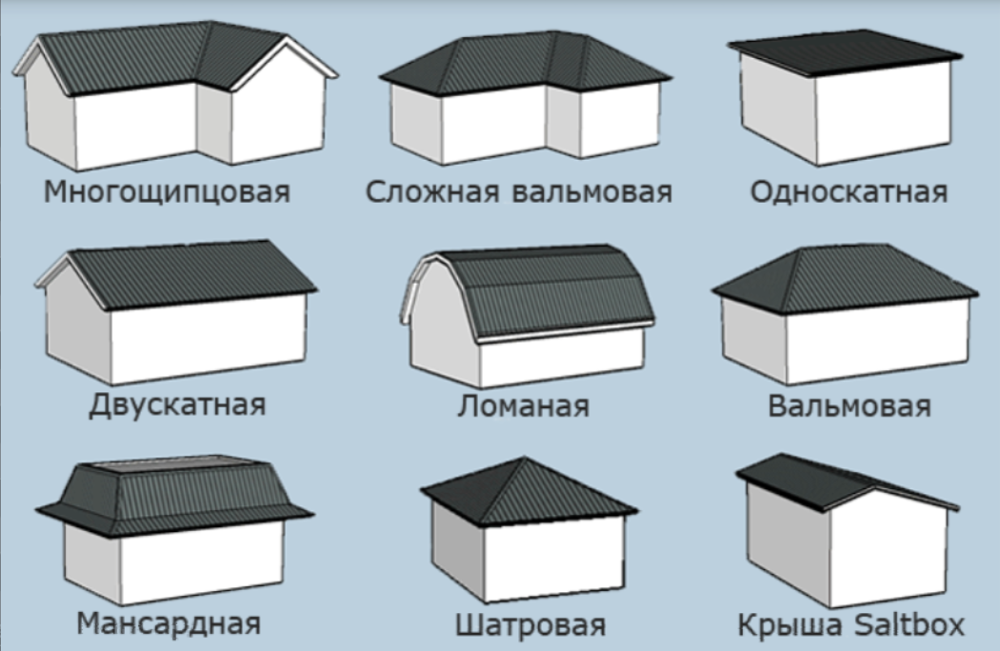 Многощипцовая
Сложная вальмовая
Односкатная
Двускатная
Ломаная
Вальмовая
Мансардная
Шатровая
Крыша Saltbox